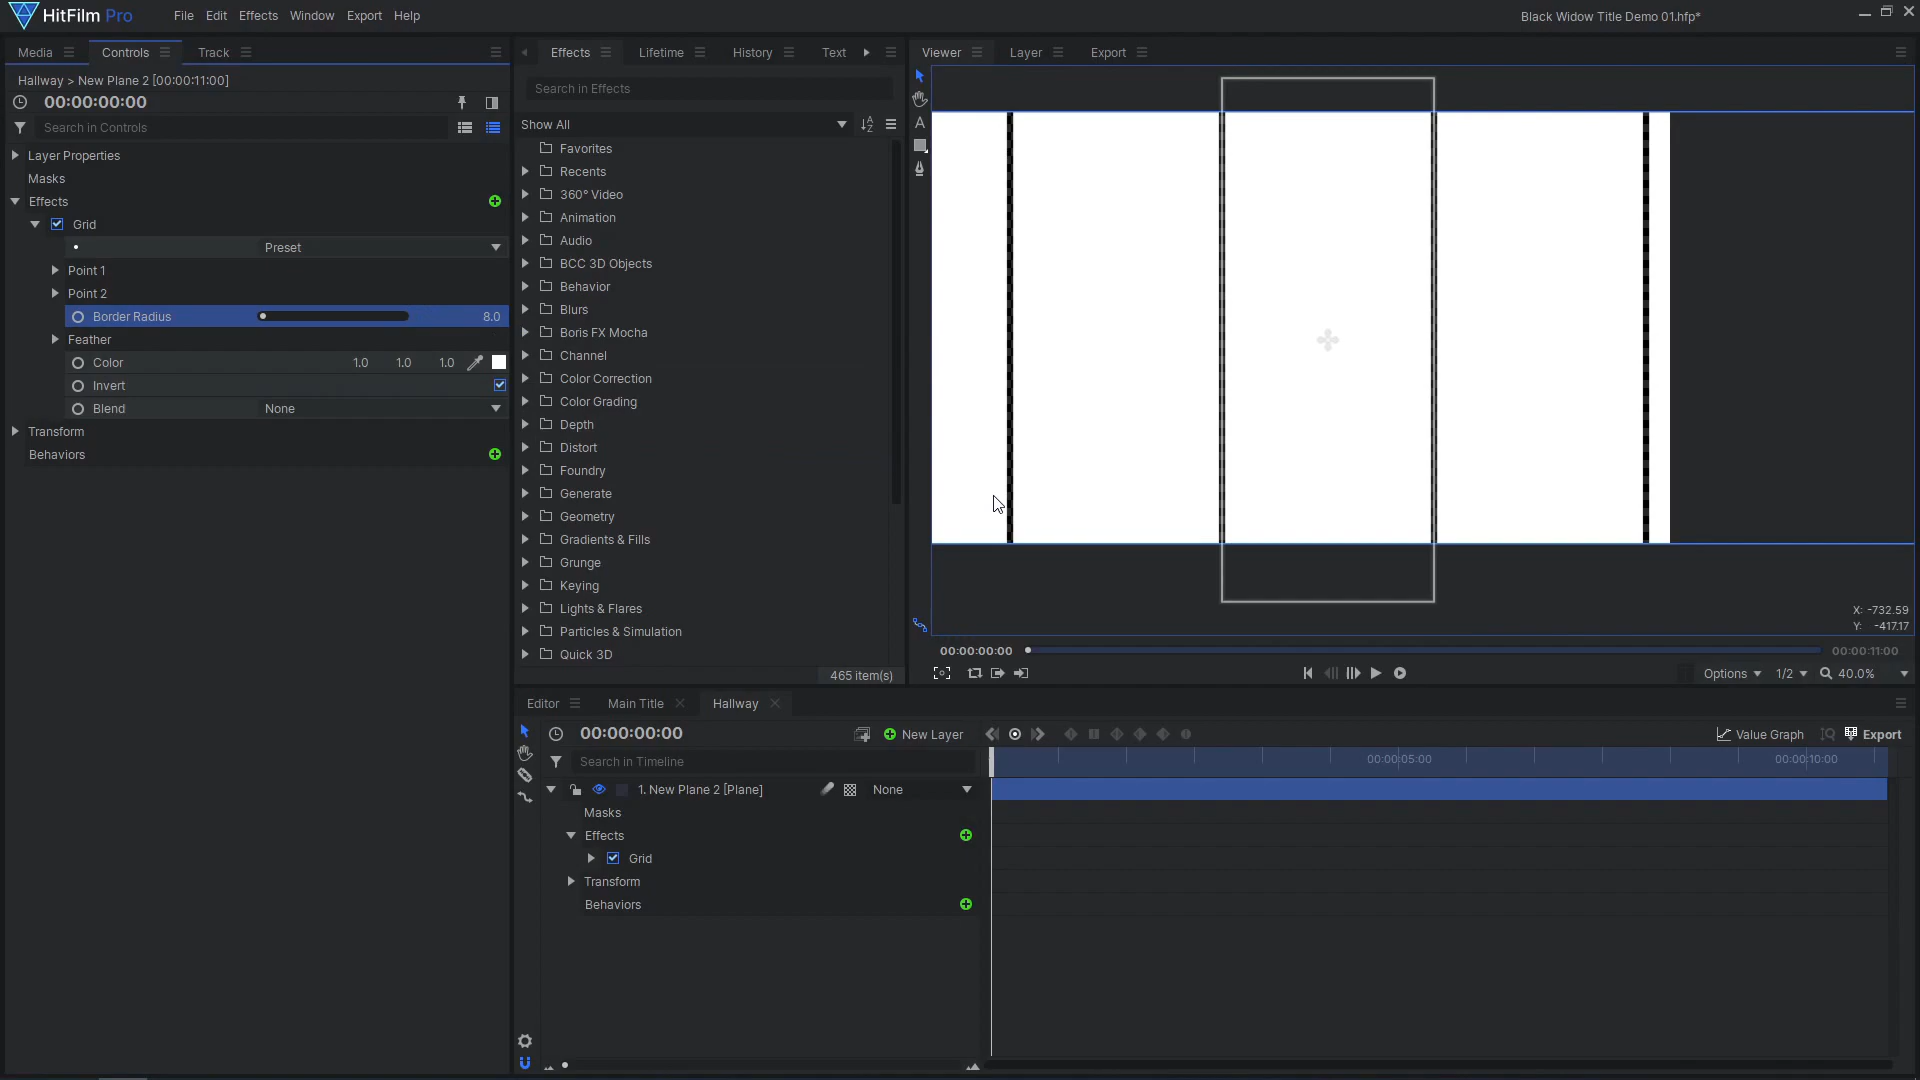 HitFilm Pro
File Edit Effects Window Export Help
Black Widow Title Demo 01.hfp*
Media Controls Track
Hallway > New Plane 2 [00:00:11:00]
00:00:00:00
Search in Controls
Layer Properties
Masks
Effects
Grid
Preset
Point 1
Point 2
Border Radius 8.0
Feather
Color 1.0 1.0 1.0
Invert
Blend None
Transform
Behaviors
Effects Lifetime History Text
Search in Effects
Show All
Favorites
Recents
360° Video
Animation
Audio
BCC 3D Objects
Behavior
Blurs
Boris FX Mocha
Channel
Color Correction
Color Grading
Depth
Distort
Foundry
Generate
Geometry
Gradients & Fills
Grunge
Keying
Lights & Flares
Particles & Simulation
Quick 3D
465 item(s)
Viewer Layer Export
A
X: -732.59
Y: -417.17
00:00:00:00 00:00:11:00
Options 1/2 40.0%
Editor Main Title Hallway
00:00:00:00 New Layer Value Graph Export
Search in Timeline 00:00:05:00 00:00:10:00
1. New Plane 2 [Plane] None
Masks
Effects
Grid
Transform
Behaviors